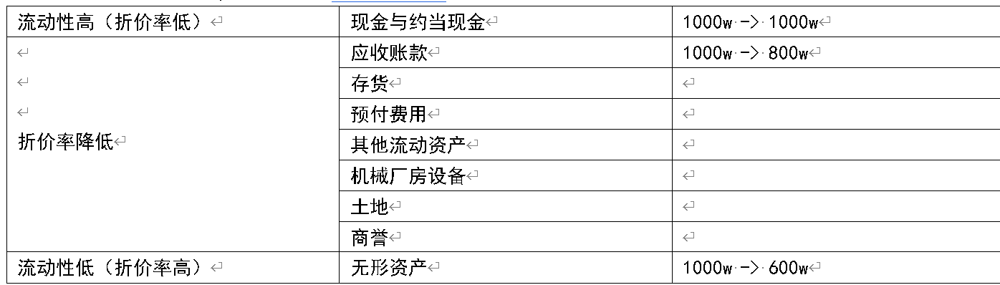 流动性高（折价率低） 现金与约当现金 1000w -> 1000w
应收账款 1000w -> 800w
存货
预付费用
折价率降低 其他流动资产
机械厂房设备
土地
商誉
流动性低（折价率高） 无形资产 1000w -> 600w